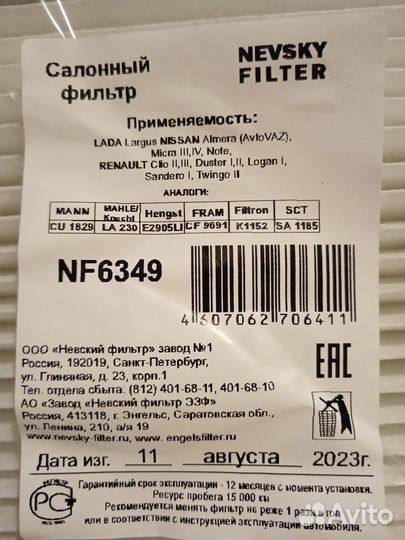 Салонный фильтр
NEVSKY FILTER
Применяемость:
LADA Largus NISSAN Almera (AvtoVAZ),
Micra III,IV, Note,
RENAULT Clio II,III, Duster I,II, Logan I,
Sandero I, Twingo II
АНАЛОГИ:
MANN MAHLE/Knecht Hengst FRAM Filtron SCT
CU 1829 LA 230 E2905LI CF 9691 K1152 SA 1185
NF6349
4 607062 706411
ООО «Невский фильтр» завод №1
Россия, 192019, Санкт-Петербург,
ул. Глиняная, д. 23, корп.1
Тел. отдела сбыта: (812) 401-68-11, 401-68-10
АО «Завод «Невский фильтр ЭЗФ»
Россия, 413118, г. Энгельс, Саратовская обл.,
ул. Ленина, 210, а/я 19
www.nevsky-filter.ru, www.engelsfilter.ru
EAC
Дата изг. 11 августа 2023г.
РЕГИСТР
РСТ
Гарантийный срок эксплуатации - 12 месяцев с момента установки.
Ресурс пробега 15 000 км
Рекомендуется менять фильтр не реже 1 раза в год
или в соответствии с инструкцией эксплуатации автомобиля.
Avito